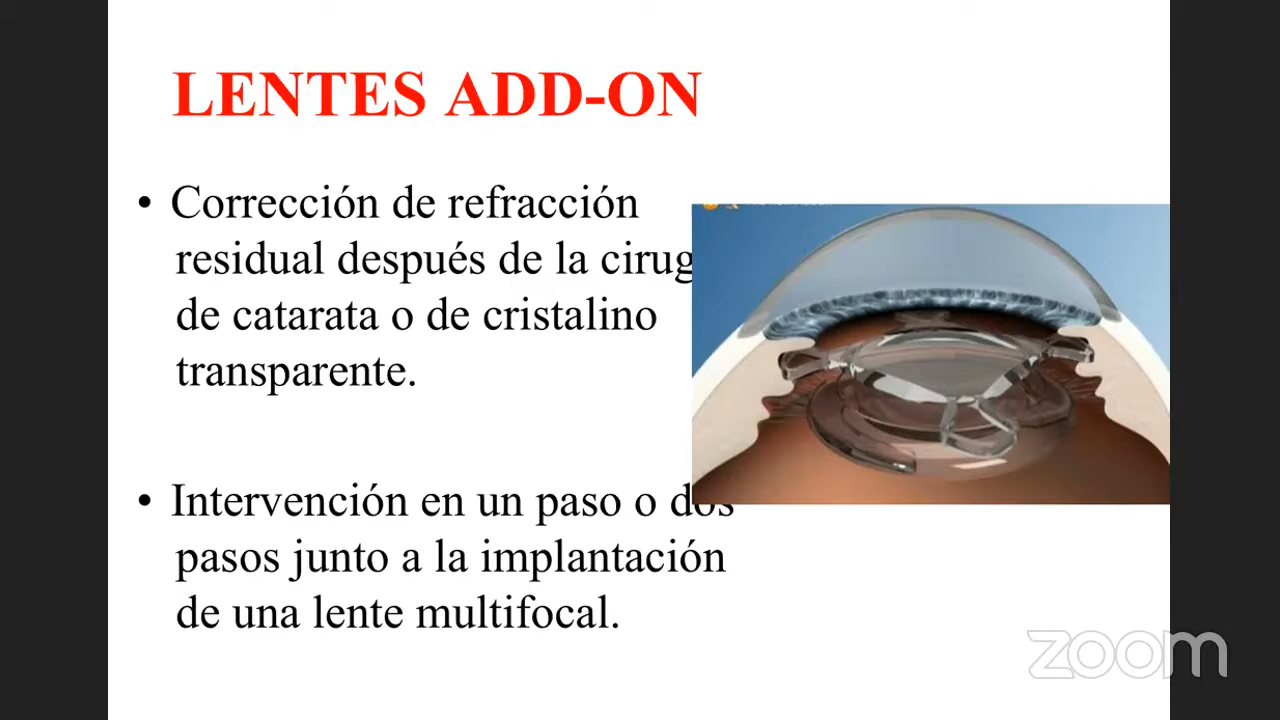 LENTES ADD-ON
• Corrección de refracción
residual después de la cirug
de catarata o de cristalino
transparente.
• Intervención en un paso o dos
pasos junto a la implantación
de una lente multifocal.
zoom